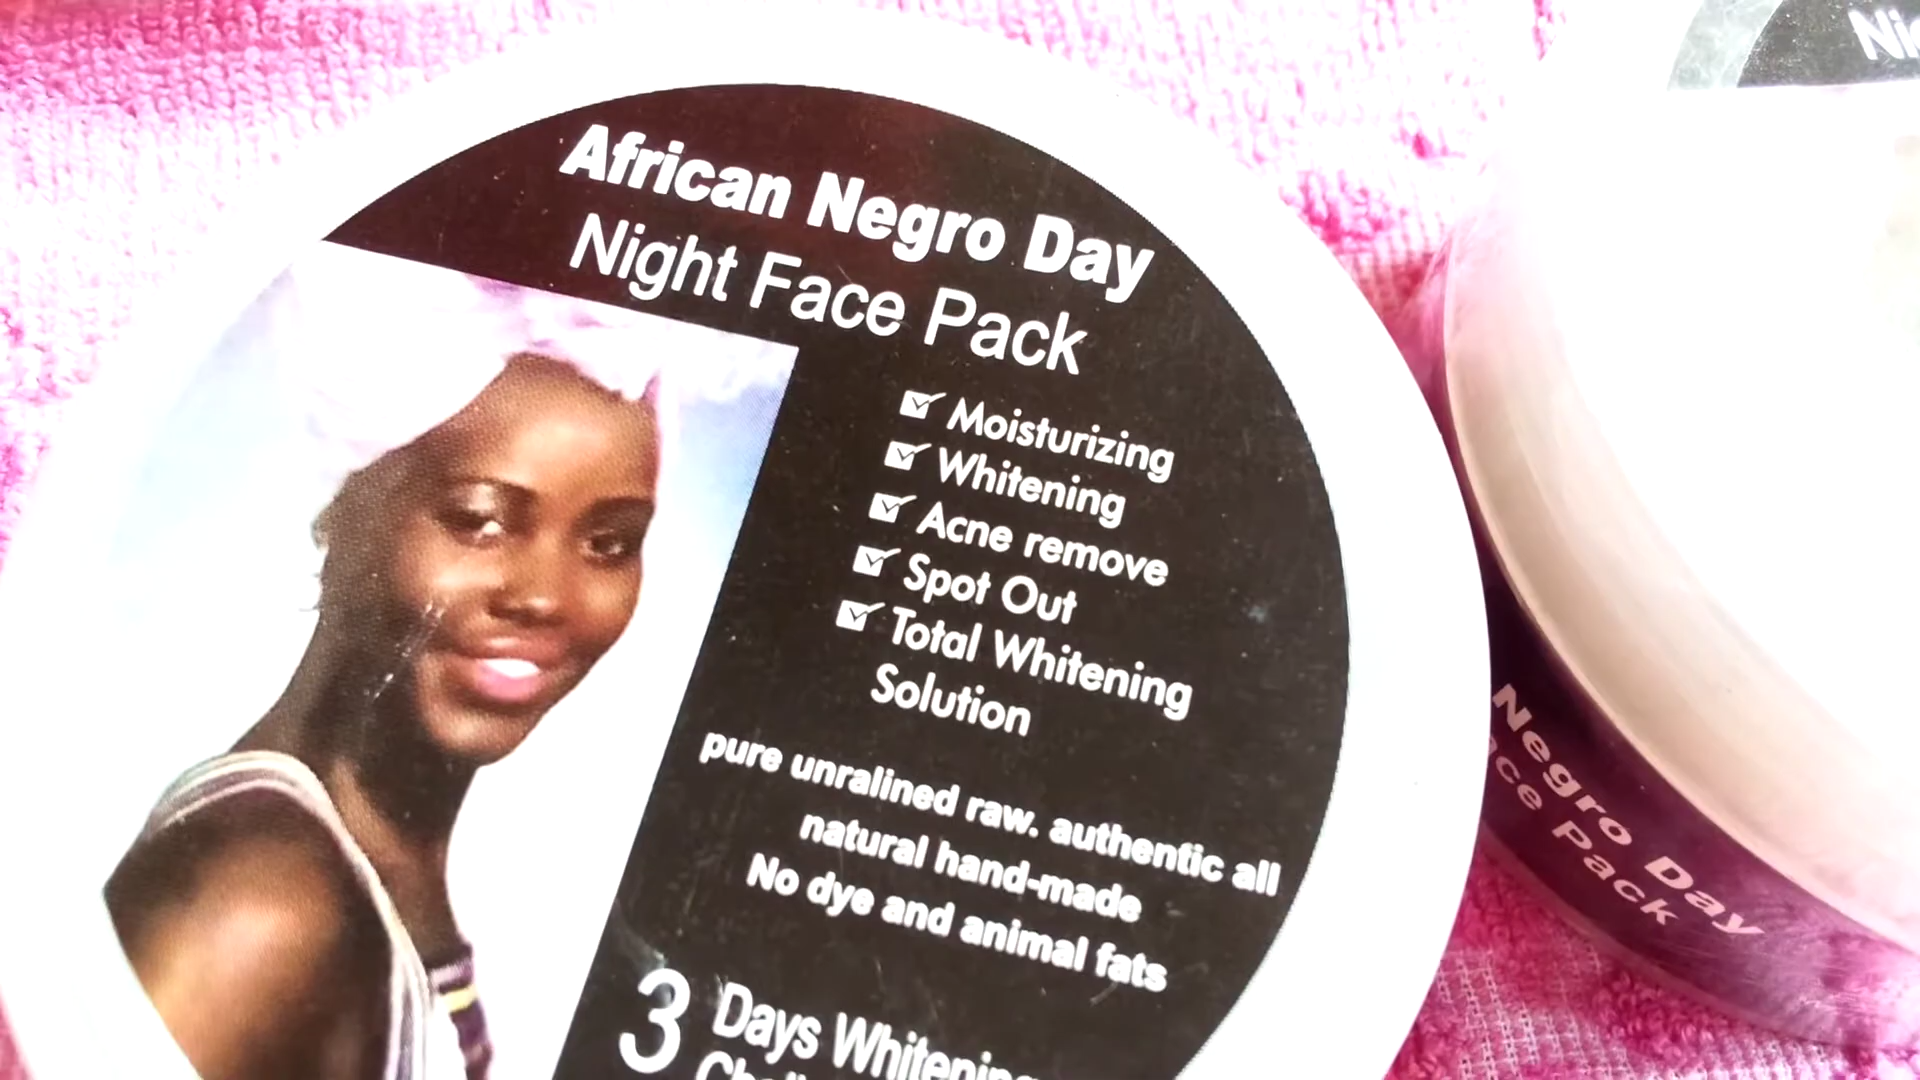 African Negro Day
Night Face Pack
Moisturizing
Whitening
Acne remove
Spot Out
Total Whitening
Solution
pure unralined raw. authentic all
natural hand-made
No dye and animal fats
3 Days Whitening
Negro Day
Pack